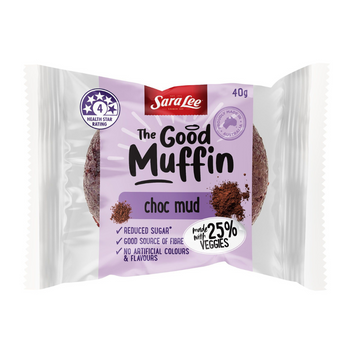 Sara Lee
40g
4
HEALTH STAR
RATING
The Good
Muffin
choc mud
✓ REDUCED SUGAR*
✓ GOOD SOURCE OF FIBRE
✓ NO ARTIFICIAL COLOURS
& FLAVOURS
made
with 25%
VEGGIES